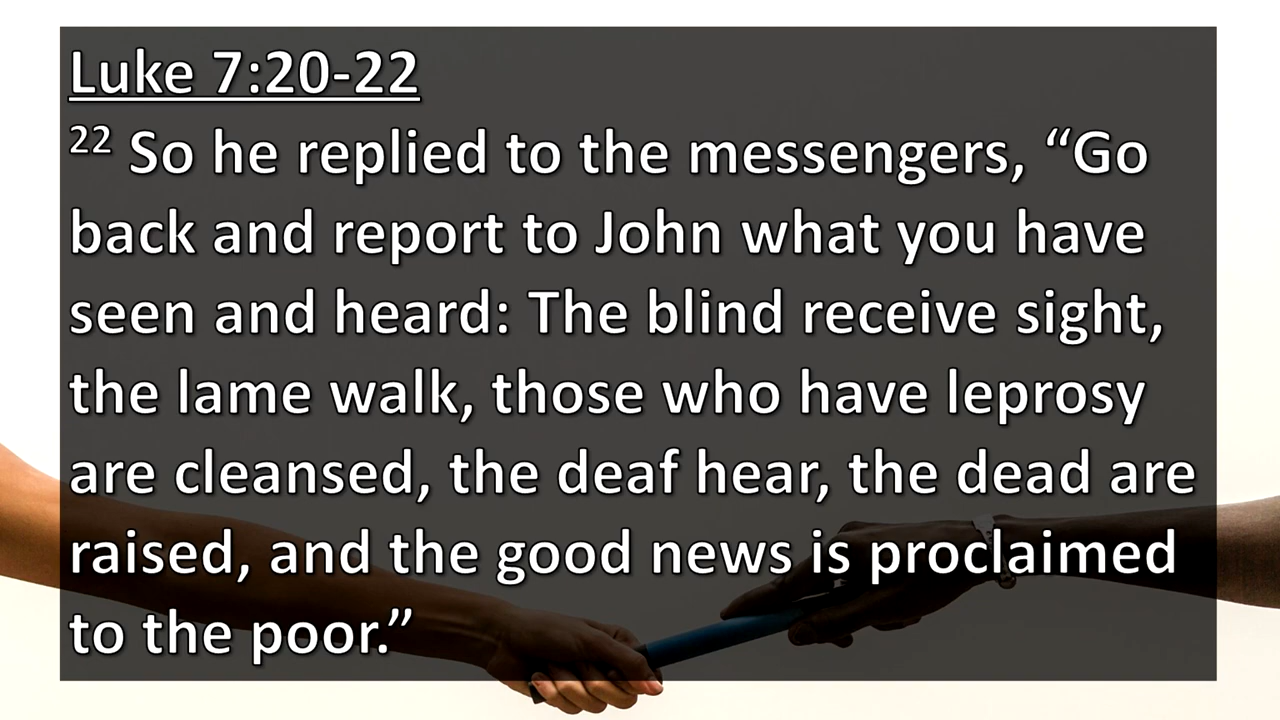 Luke 7:20-22
22 So he replied to the messengers, “Go
back and report to John what you have
seen and heard: The blind receive sight,
the lame walk, those who have leprosy
are cleansed, the deaf hear, the dead are
raised, and the good news is proclaimed
to the poor.”